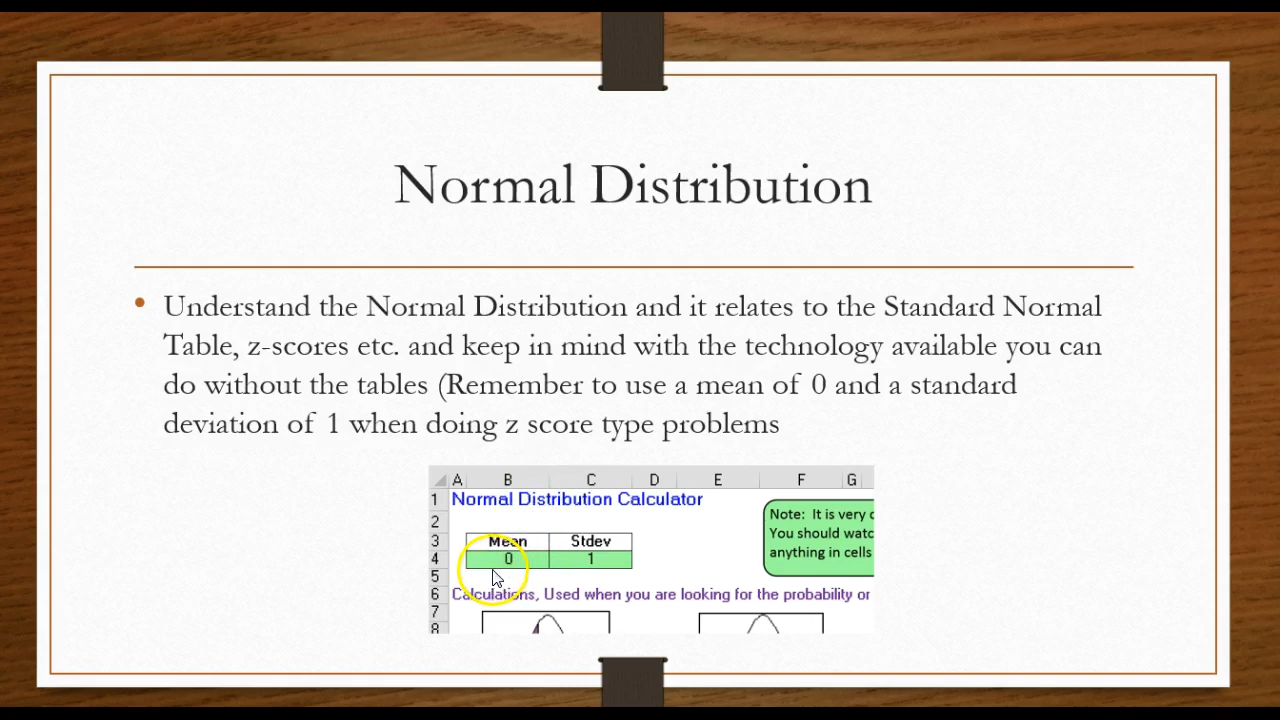 Normal Distribution
• Understand the Normal Distribution and it relates to the Standard Normal
Table, z-scores etc. and keep in mind with the technology available you can
do without the tables (Remember to use a mean of 0 and a standard
deviation of 1 when doing z score type problems
A B C D E F G
1 Normal Distribution Calculator
2
3 Mean Stdev
4 0 1
5
6 Calculations, Used when you are looking for the probability or
7
8
Note: It is very
You should watc
anything in cells